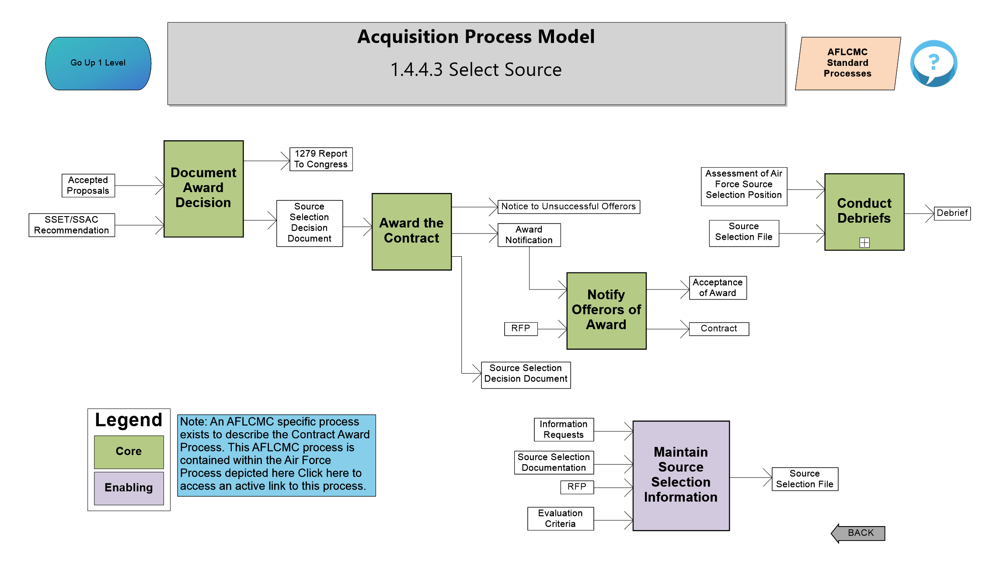 Go Up 1 Level
Acquisition Process Model
1.4.4.3 Select Source
AFLCMC
Standard
Processes
?
Document
Award
Decision
Accepted
Proposals
SSET/SSAC
Recommendation
1279 Report
To Congress
Source
Selection
Decision
Document
Award the
Contract
Notice to Unsuccessful Offerors
Award
Notification
Assessment of Air
Force Source
Selection Position
Source
Selection File
Conduct
Debriefs
Debrief
Notify
Offerors of
Award
RFP
Acceptance
of Award
Contract
Source Selection
Decision Document
Legend
Core
Enabling
Note: An AFLCMC specific process
exists to describe the Contract Award
Process. This AFLCMC process is
contained within the Air Force
Process depicted here Click here to
access an active link to this process.
Information
Requests
Source Selection
Documentation
RFP
Evaluation
Criteria
Maintain
Source
Selection
Information
Source
Selection File
BACK